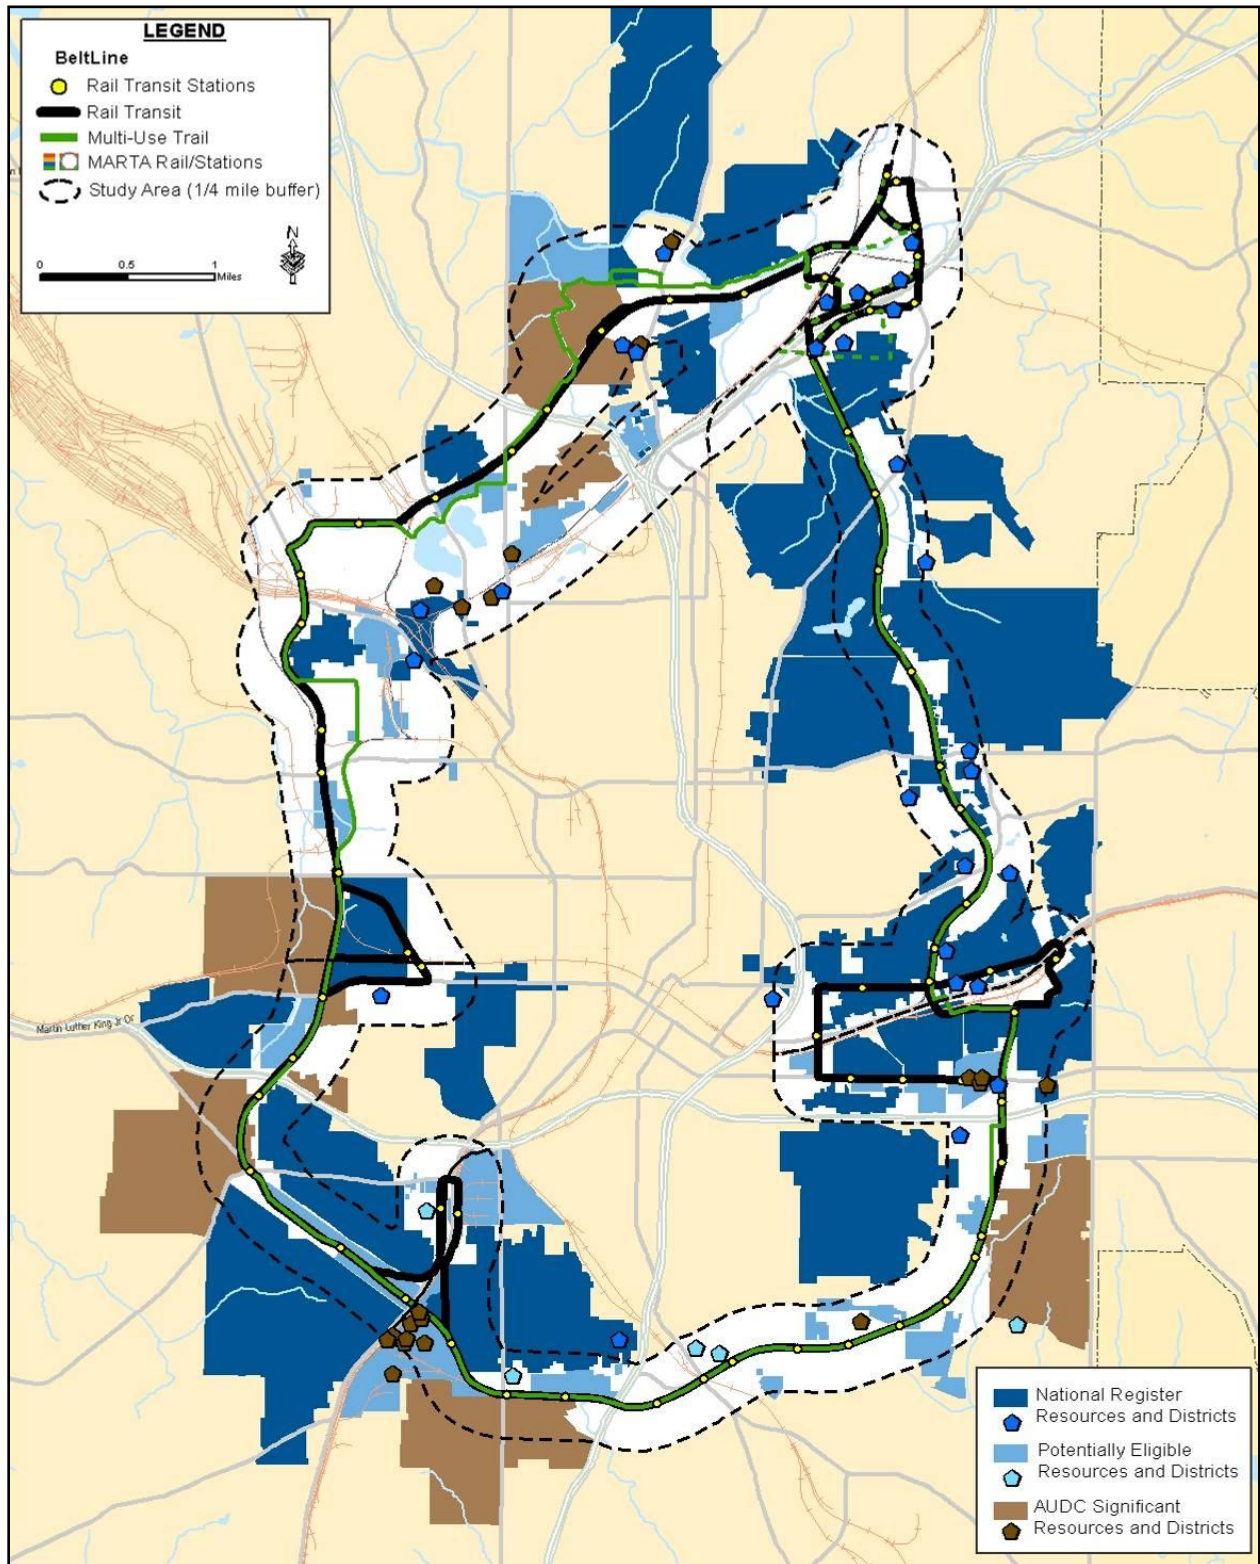 LEGEND
BeltLine
Rail Transit Stations
Rail Transit
Multi-Use Trail
MARTA Rail/Stations
Study Area (1/4 mile buffer)
N
0 0.5 1
Miles
Martin Luther King Jr Dr
National Register
Resources and Districts
Potentially Eligible
Resources and Districts
AUDC Significant
Resources and Districts